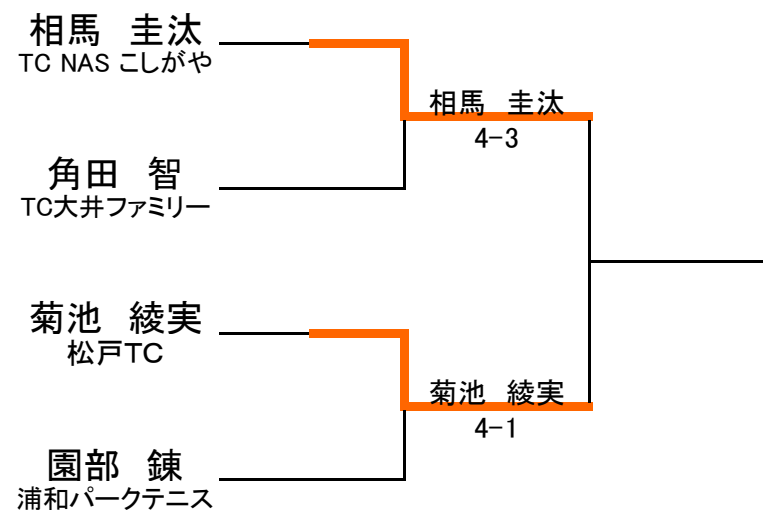 相馬　圭汰
TC NAS こしがや
相馬　圭汰
4-3
角田　智
TC大井ファミリー
菊池　綾実
松戸TC
菊池　綾実
4-1
園部　錬
浦和パークテニス